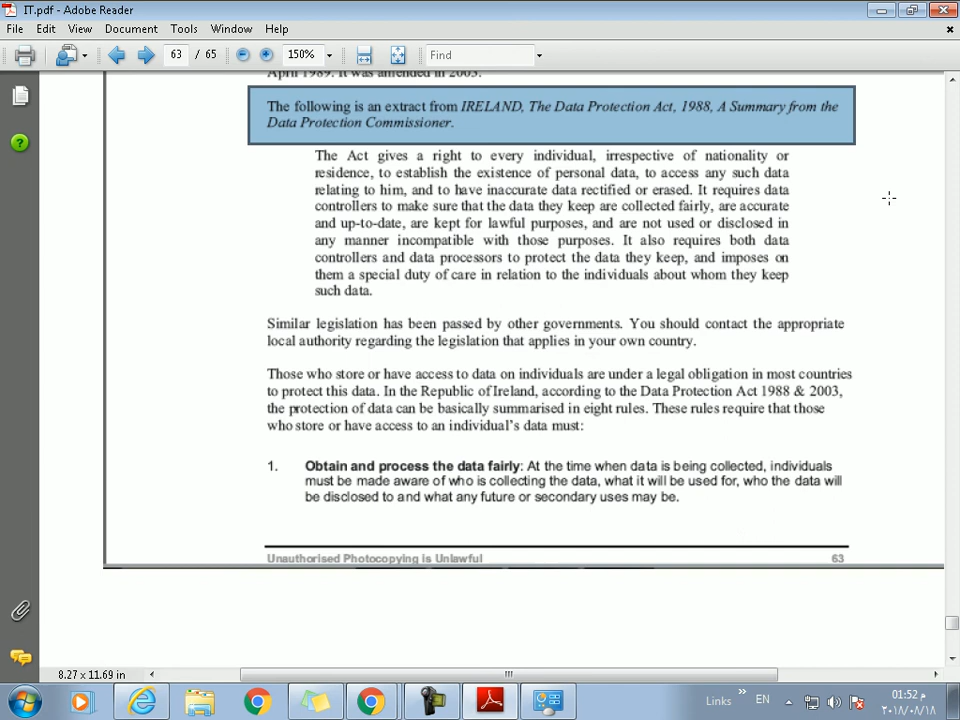 IT.pdf - Adobe Reader
File Edit View Document Tools Window Help
63 / 65 150% Find
April 1989. It was amended in 2003.
The following is an extract from IRELAND, The Data Protection Act, 1988, A Summary from the
Data Protection Commissioner.
The Act gives a right to every individual, irrespective of nationality or
residence, to establish the existence of personal data, to access any such data
relating to him, and to have inaccurate data rectified or erased. It requires data
controllers to make sure that the data they keep are collected fairly, are accurate
and up-to-date, are kept for lawful purposes, and are not used or disclosed in
any manner incompatible with those purposes. It also requires both data
controllers and data processors to protect the data they keep, and imposes on
them a special duty of care in relation to the individuals about whom they keep
such data.
Similar legislation has been passed by other governments. You should contact the appropriate
local authority regarding the legislation that applies in your own country.
Those who store or have access to data on individuals are under a legal obligation in most countries
to protect this data. In the Republic of Ireland, according to the Data Protection Act 1988 & 2003,
the protection of data can be basically summarised in eight rules. These rules require that those
who store or have access to an individual's data must:
1. Obtain and process the data fairly: At the time when data is being collected, individuals
must be made aware of who is collecting the data, what it will be used for, who the data will
be disclosed to and what any future or secondary uses may be.
Unauthorised Photocopying is Unlawful 63
8.27 x 11.69 in
Links EN 01:52 م
٢٠١٨/٠٨/١٨